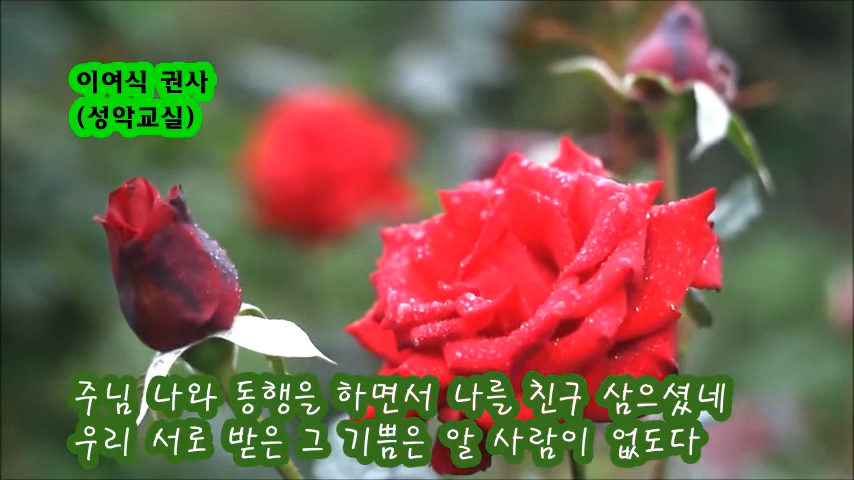 이여식 권사
(성악교실)
주님 나와 동행을 하면서 나를 친구 삼으셨네
우리 서로 받은 그 기쁨은 알 사람이 없도다